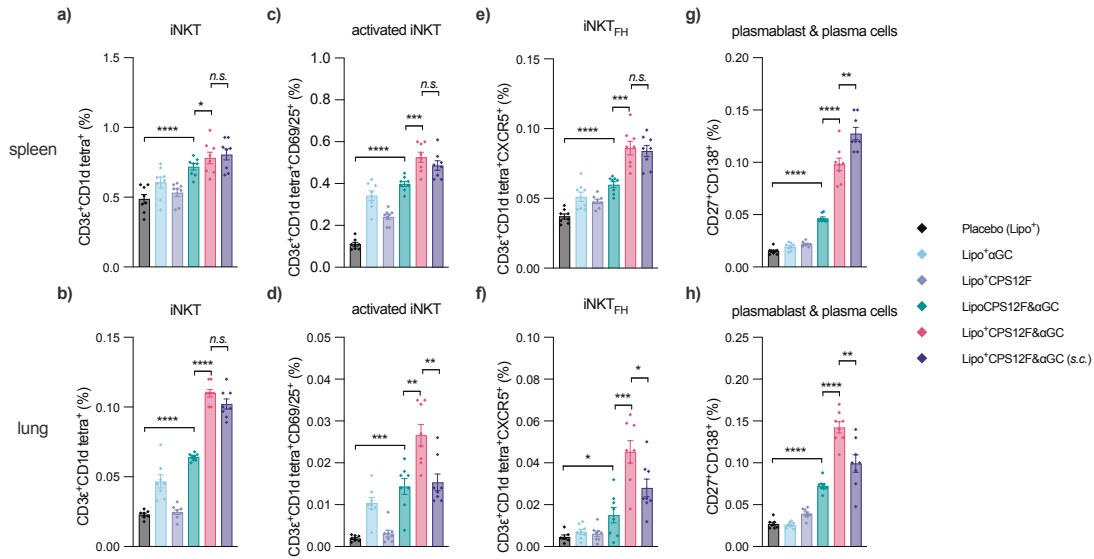 a)
iNKT
CD3ε⁺CD1d tetra⁺ (%)
1.5
1.0
0.5
0.0
****
*
n.s.
c)
activated iNKT
CD3ε⁺CD1d tetra⁺CD69/25⁺ (%)
1.0
0.8
0.6
0.4
0.2
0.0
****
***
n.s.
e)
iNKT_FH
CD3ε⁺CD1d tetra⁺CXCR5⁺ (%)
0.15
0.10
0.05
0.00
****
***
n.s.
g)
plasmablast & plasma cells
CD27⁺CD138⁺ (%)
0.20
0.15
0.10
0.05
0.00
****
****
**
spleen
b)
iNKT
CD3ε⁺CD1d tetra⁺ (%)
0.15
0.10
0.05
0.00
****
****
n.s.
d)
activated iNKT
CD3ε⁺CD1d tetra⁺CD69/25⁺ (%)
0.05
0.04
0.03
0.02
0.01
0.00
***
**
**
f)
iNKT_FH
CD3ε⁺CD1d tetra⁺CXCR5⁺ (%)
0.10
0.08
0.06
0.04
0.02
0.00
*
***
*
h)
plasmablast & plasma cells
CD27⁺CD138⁺ (%)
0.25
0.20
0.15
0.10
0.05
0.00
****
****
**
lung
Placebo (Lipo⁺)
Lipo⁺αGC
Lipo⁺CPS12F
LipoCPS12F&αGC
Lipo⁺CPS12F&αGC
Lipo⁺CPS12F&αGC (s.c.)